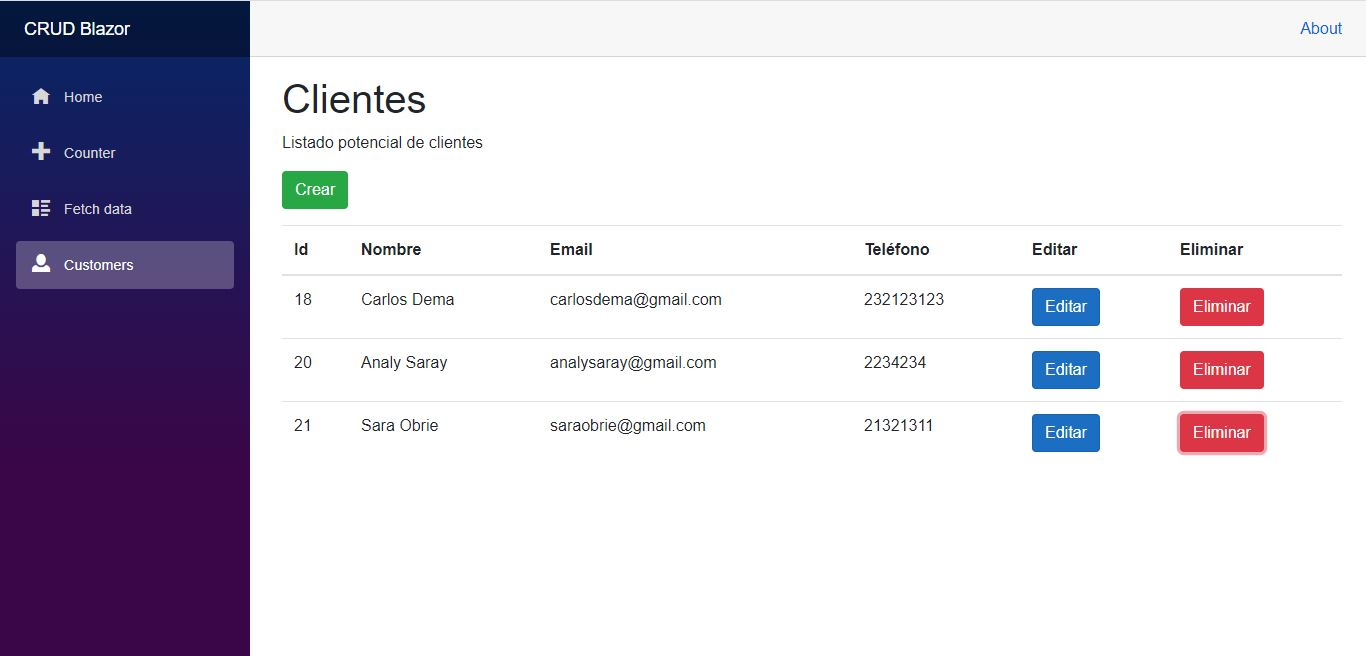 CRUD Blazor
About
Home
Counter
Fetch data
Customers
Clientes
Listado potencial de clientes
Crear
Id Nombre Email Teléfono Editar Eliminar
18 Carlos Dema carlosdema@gmail.com 232123123 Editar Eliminar
20 Analy Saray analysaray@gmail.com 2234234 Editar Eliminar
21 Sara Obrie saraobrie@gmail.com 21321311 Editar Eliminar